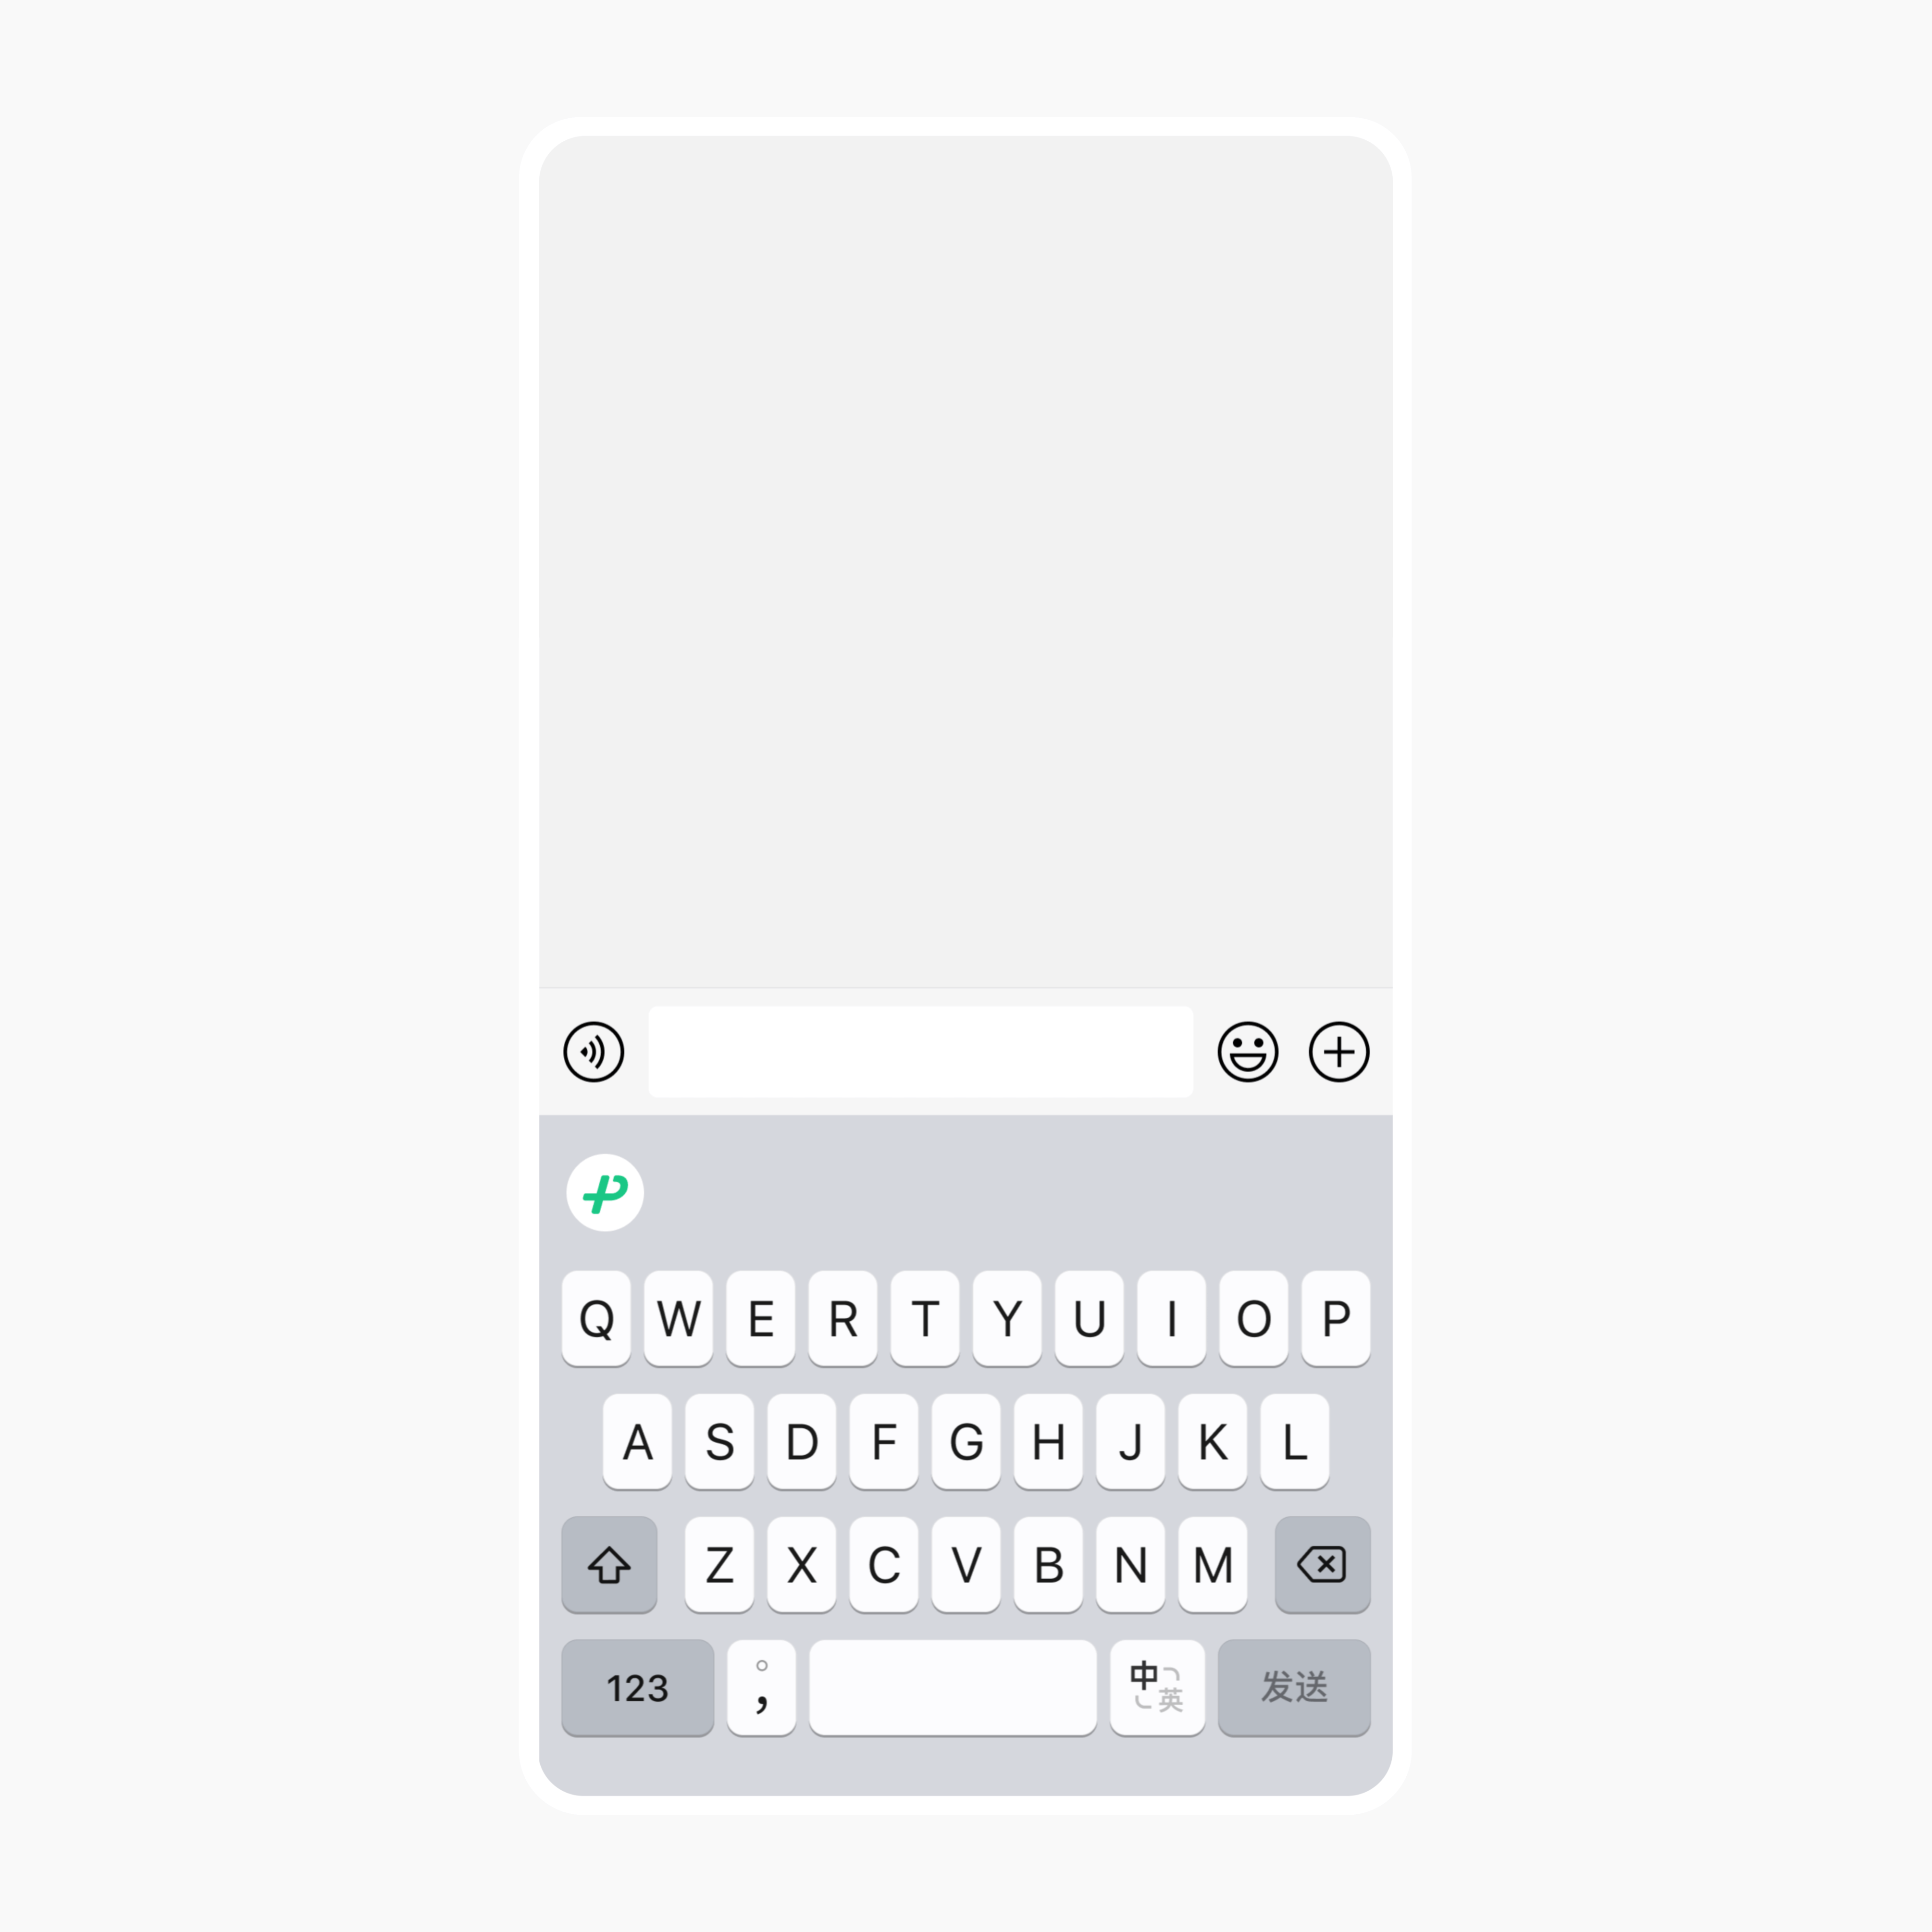 Q W E R T Y U I O P
A S D F G H J K L
Z X C V B N M
123 。 , 中 英 发送